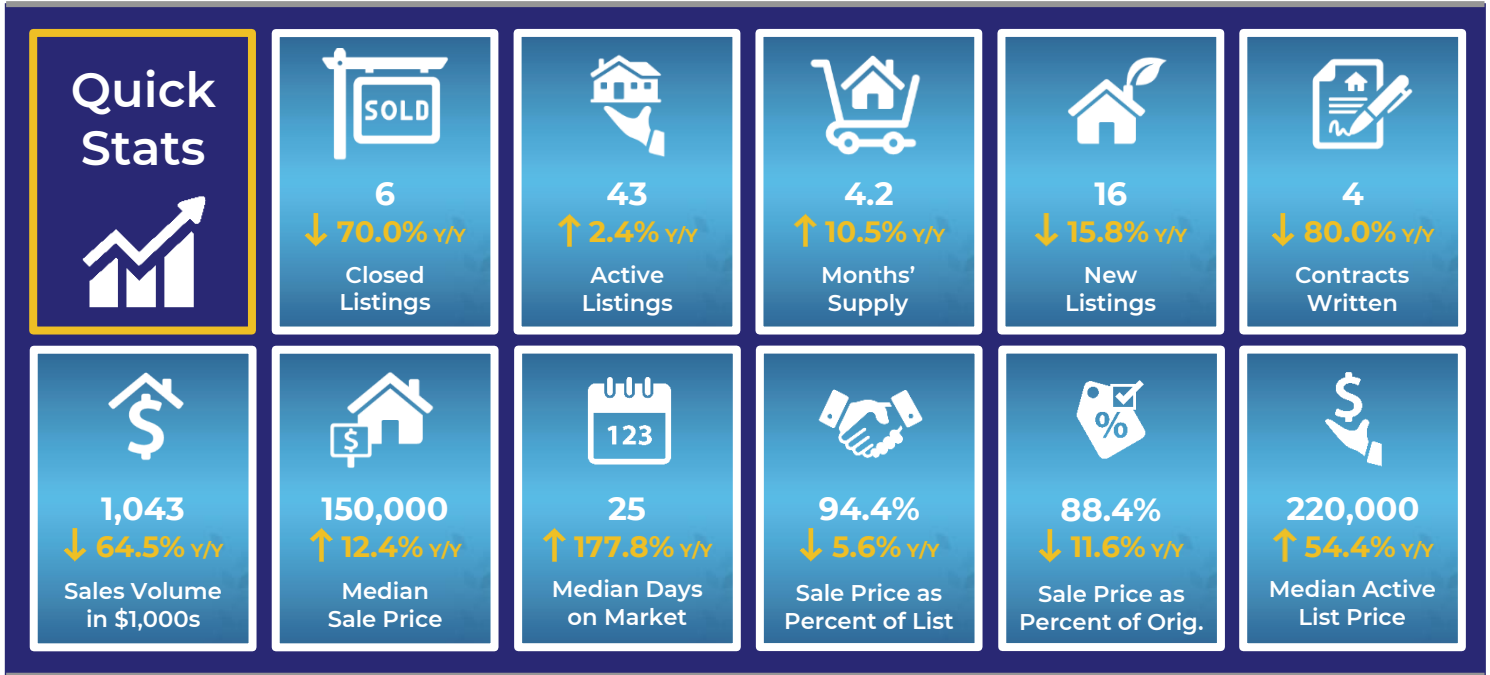 Quick
Stats
SOLD
6
↓ 70.0% Y/Y
Closed
Listings
43
↑ 2.4% Y/Y
Active
Listings
4.2
↑ 10.5% Y/Y
Months’
Supply
16
↓ 15.8% Y/Y
New
Listings
4
↓ 80.0% Y/Y
Contracts
Written
$
1,043
↓ 64.5% Y/Y
Sales Volume
in $1,000s
$
150,000
↑ 12.4% Y/Y
Median
Sale Price
123
25
↑ 177.8% Y/Y
Median Days
on Market
94.4%
↓ 5.6% Y/Y
Sale Price as
Percent of List
%
88.4%
↓ 11.6% Y/Y
Sale Price as
Percent of Orig.
$
220,000
↑ 54.4% Y/Y
Median Active
List Price